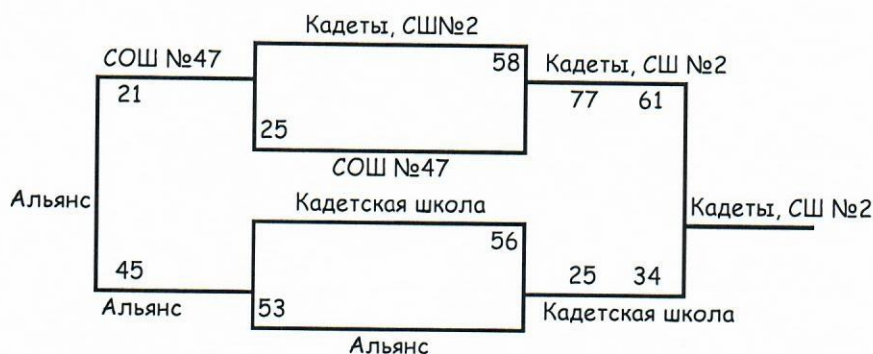 Кадеты, СШ№2
СОШ №47
58
Кадеты, СШ №2
21
77 61
25
СОШ №47
Альянс
Кадетская школа
Кадеты, СШ №2
56
45
25 34
53
Альянс
Кадетская школа
Альянс